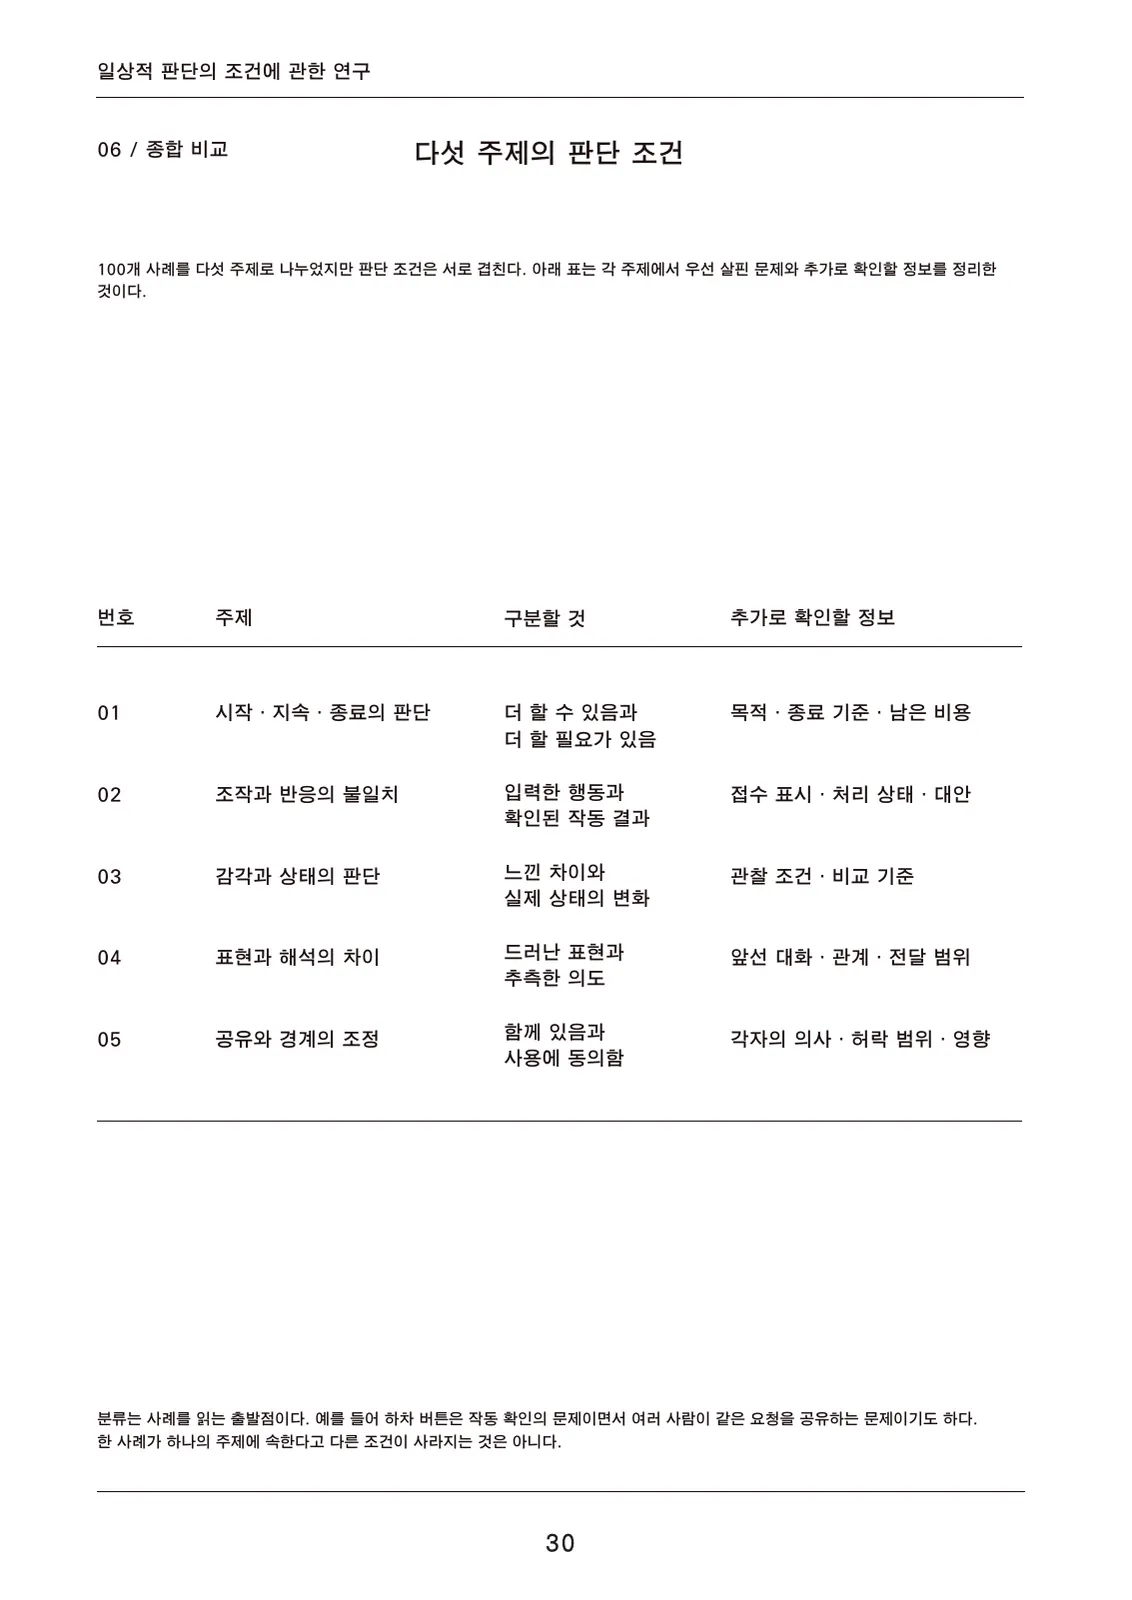 일상적 판단의 조건에 관한 연구
06 / 종합 비교
다섯 주제의 판단 조건
100개 사례를 다섯 주제로 나누었지만 판단 조건은 서로 겹친다. 아래 표는 각 주제에서 우선 살핀 문제와 추가로 확인할 정보를 정리한
것이다.
번호 주제 구분할 것 추가로 확인할 정보
01 시작 · 지속 · 종료의 판단 더 할 수 있음과 목적 · 종료 기준 · 남은 비용
더 할 필요가 있음
02 조작과 반응의 불일치 입력한 행동과 접수 표시 · 처리 상태 · 대안
확인된 작동 결과
03 감각과 상태의 판단 느낀 차이와 관찰 조건 · 비교 기준
실제 상태의 변화
04 표현과 해석의 차이 드러난 표현과 앞선 대화 · 관계 · 전달 범위
추측한 의도
05 공유와 경계의 조정 함께 있음과 각자의 의사 · 허락 범위 · 영향
사용에 동의함
분류는 사례를 읽는 출발점이다. 예를 들어 하차 버튼은 작동 확인의 문제이면서 여러 사람이 같은 요청을 공유하는 문제이기도 하다.
한 사례가 하나의 주제에 속한다고 다른 조건이 사라지는 것은 아니다.
30